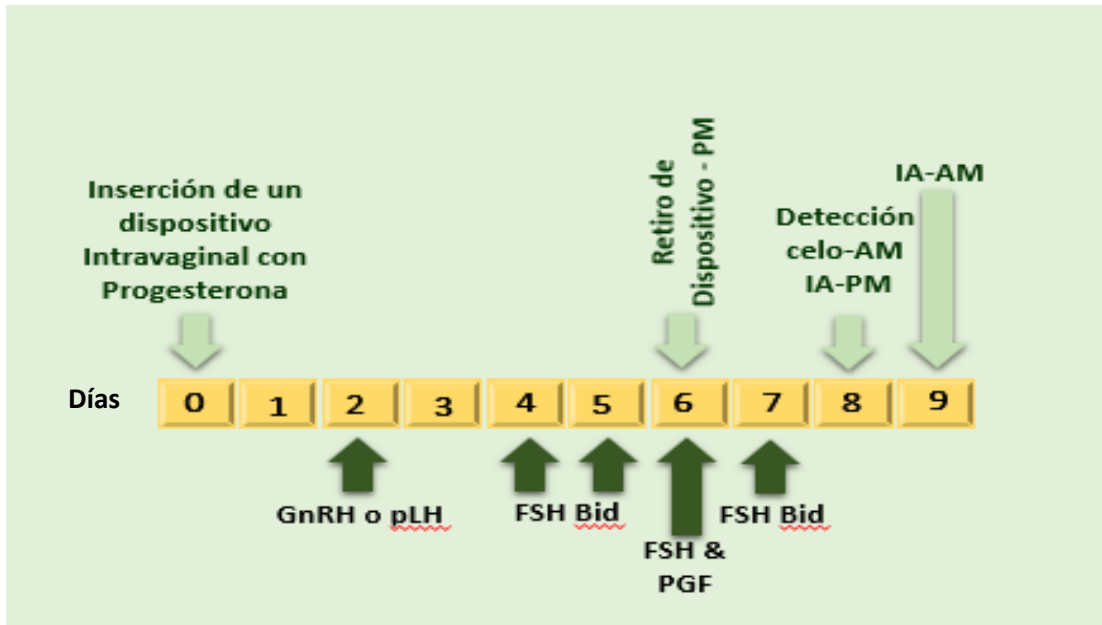 Inserción de un
dispositivo
Intravaginal con
Progesterona
Retiro de
Dispositivo - PM
Detección
celo-AM
IA-PM
IA-AM
Días 0 1 2 3 4 5 6 7 8 9
GnRH o pLH
FSH Bid
FSH &
PGF
FSH Bid